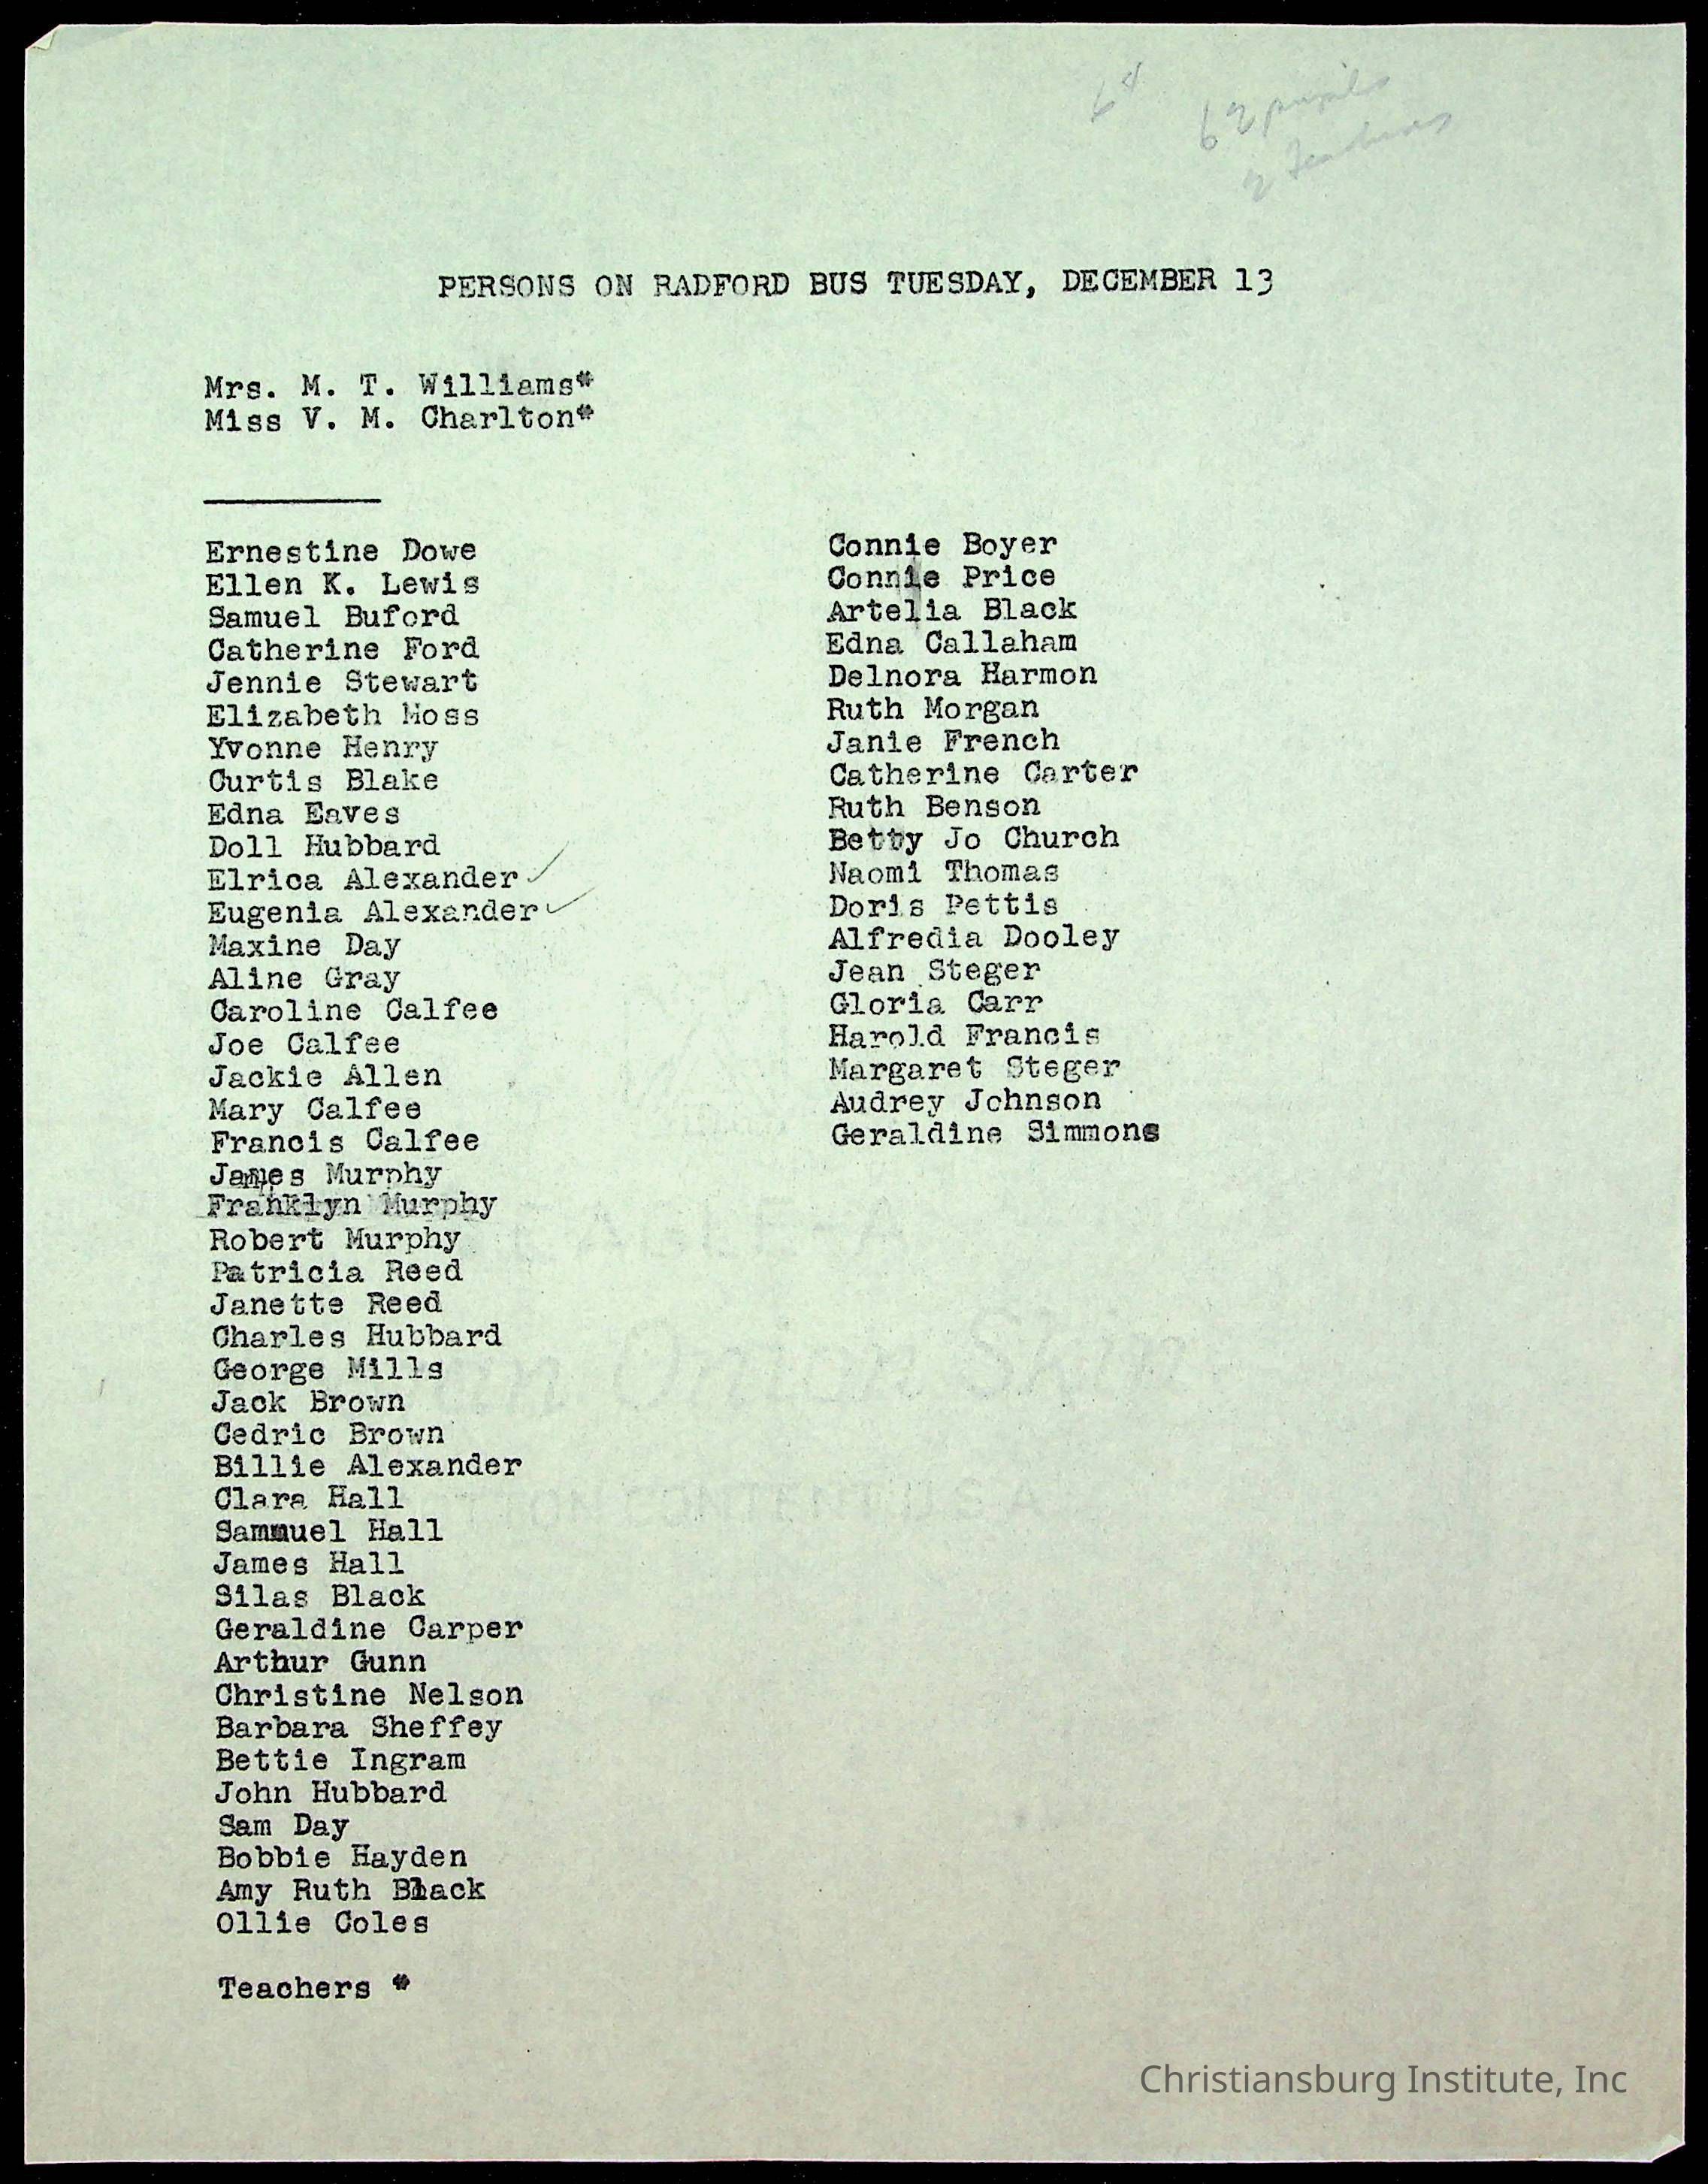 64
62 pupils
2 teachers
PERSONS ON RADFORD BUS TUESDAY, DECEMBER 13
Mrs. M. T. Williams*
Miss V. M. Charlton*
Ernestine Dowe
Ellen K. Lewis
Samuel Buford
Catherine Ford
Jennie Stewart
Elizabeth Moss
Yvonne Henry
Curtis Blake
Edna Eaves
Doll Hubbard
Elrica Alexander ✓
Eugenia Alexander ✓
Maxine Day
Aline Gray
Caroline Calfee
Joe Calfee
Jackie Allen
Mary Calfee
Francis Calfee
James Murphy
Franklyn Murphy
Robert Murphy
Patricia Reed
Janette Reed
Charles Hubbard
George Mills
Jack Brown
Cedric Brown
Billie Alexander
Clara Hall
Sammuel Hall
James Hall
Silas Black
Geraldine Carper
Arthur Gunn
Christine Nelson
Barbara Sheffey
Bettie Ingram
John Hubbard
Sam Day
Bobbie Hayden
Amy Ruth Black
Ollie Coles
Teachers *
Connie Boyer
Connie Price
Artelia Black
Edna Callaham
Delnora Harmon
Ruth Morgan
Janie French
Catherine Carter
Ruth Benson
Betty Jo Church
Naomi Thomas
Doris Pettis
Alfredia Dooley
Jean Steger
Gloria Carr
Harold Francis
Margaret Steger
Audrey Johnson
Geraldine Simmons
Christiansburg Institute, Inc